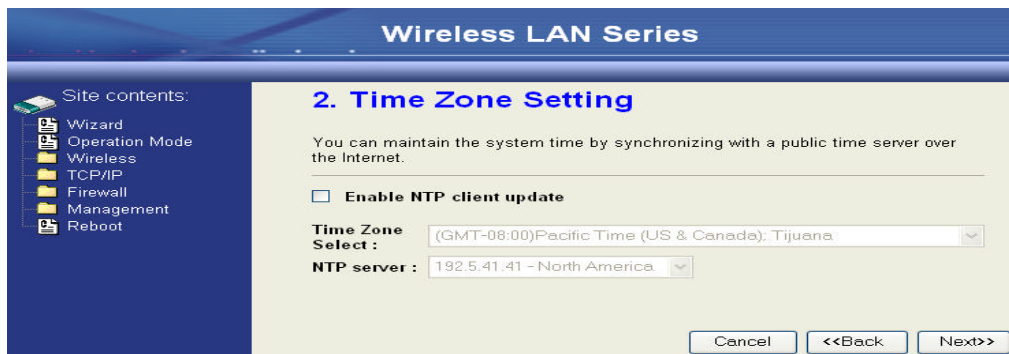 Wireless LAN Series
Site contents:
Wizard
Operation Mode
Wireless
TCP/IP
Firewall
Management
Reboot
2. Time Zone Setting
You can maintain the system time by synchronizing with a public time server over
the Internet.
Enable NTP client update
Time Zone
Select :
(GMT-08:00)Pacific Time (US & Canada); Tijuana
NTP server :
192.5.41.41 - North America
Cancel
<<Back
Next>>